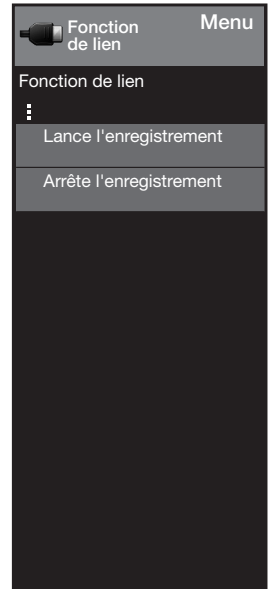 Fonction
de lien
Menu
Fonction de lien
Lance l'enregistrement
Arrête l'enregistrement